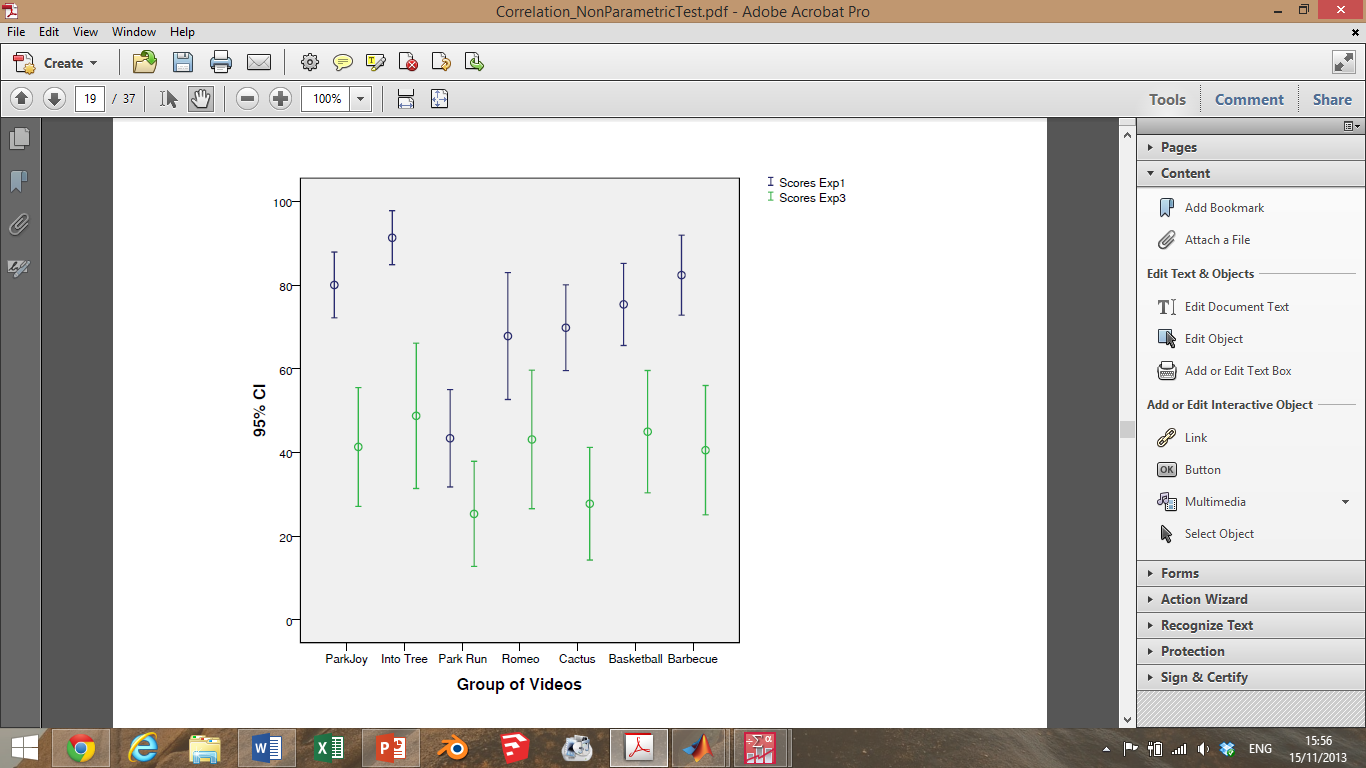 Correlation_NonParametricTest.pdf - Adobe Acrobat Pro
File Edit View Window Help
Create
19 / 37 100% Tools Comment Share
Pages
Content
Add Bookmark
Attach a File
Edit Text & Objects
Edit Document Text
Edit Object
Add or Edit Text Box
Add or Edit Interactive Object
Link
OK Button
Multimedia
Select Object
Forms
Action Wizard
Recognize Text
Protection
Sign & Certify
Scores Exp1
Scores Exp3
100
80
60
40
20
0
95% CI
ParkJoy Into Tree Park Run Romeo Cactus Basketball Barbecue
Group of Videos
ENG
15:56
15/11/2013